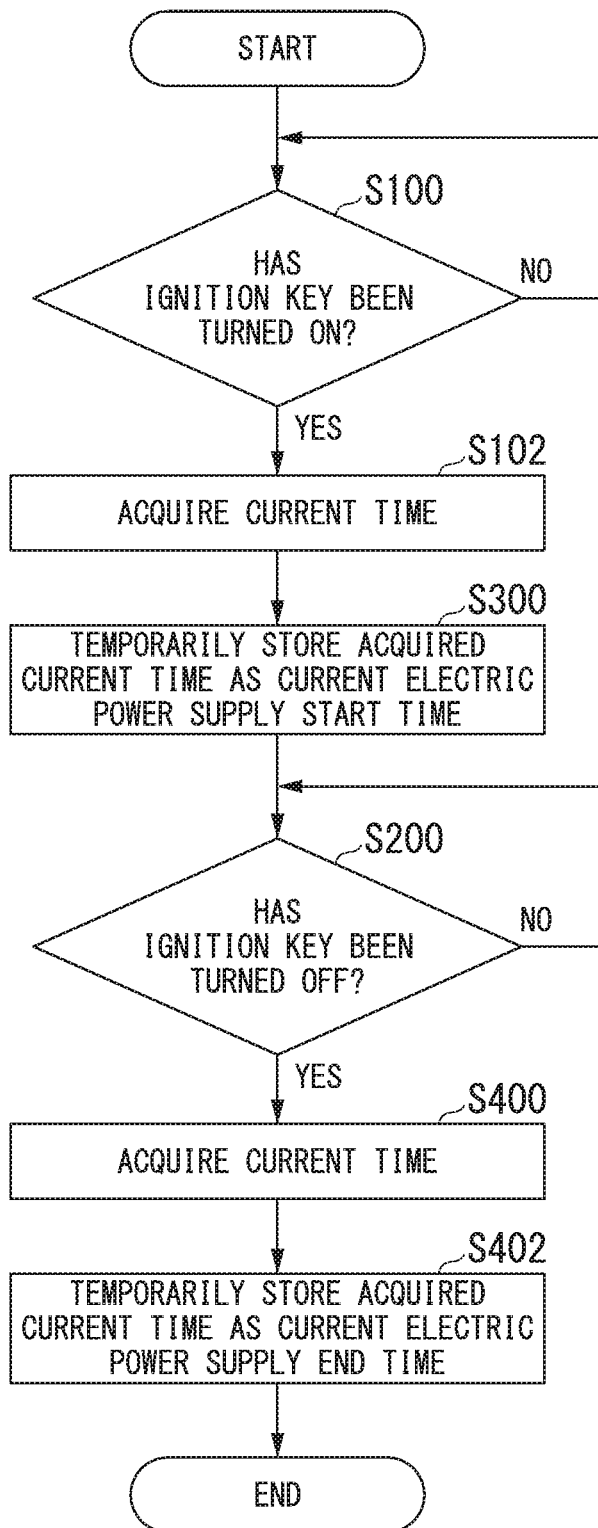 START
S100
HAS
IGNITION KEY BEEN
TURNED ON?
NO
YES
S102
ACQUIRE CURRENT TIME
S300
TEMPORARILY STORE ACQUIRED
CURRENT TIME AS CURRENT ELECTRIC
POWER SUPPLY START TIME
S200
HAS
IGNITION KEY BEEN
TURNED OFF?
NO
YES
S400
ACQUIRE CURRENT TIME
S402
TEMPORARILY STORE ACQUIRED
CURRENT TIME AS CURRENT ELECTRIC
POWER SUPPLY END TIME
END